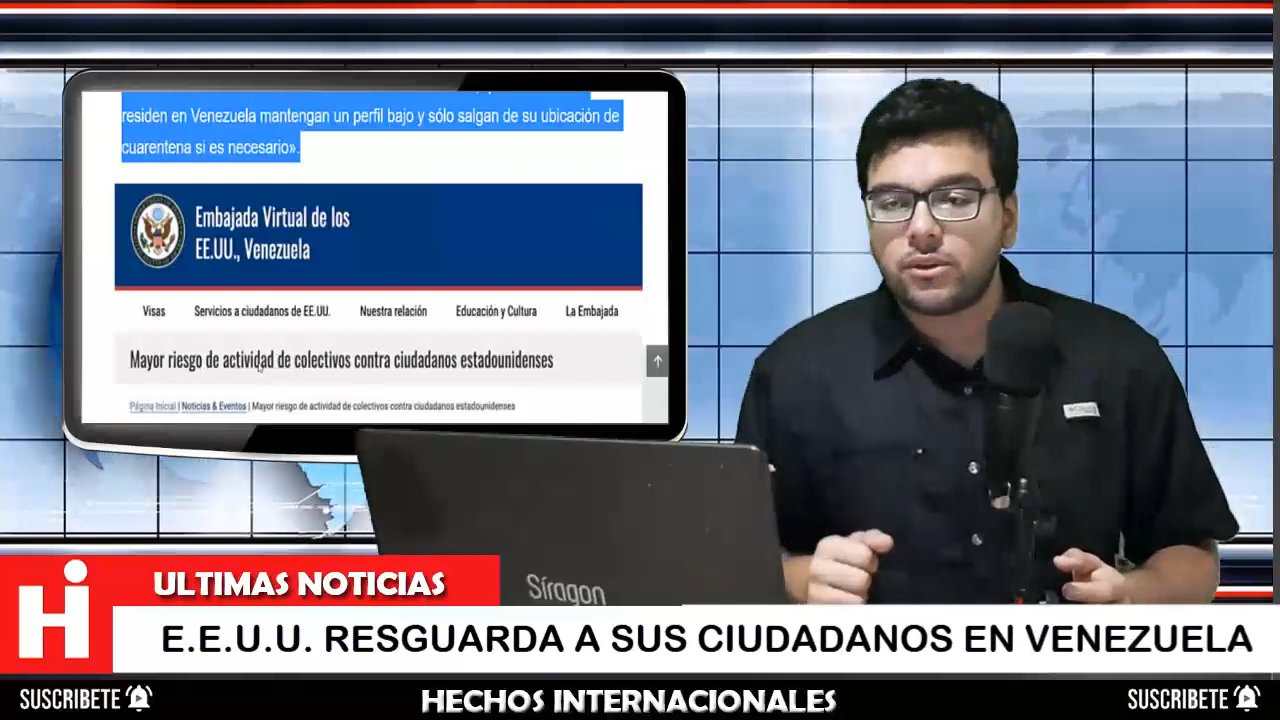 residen en Venezuela mantengan un perfil bajo y sólo salgan de su ubicación de
cuarentena si es necesario».
Embajada Virtual de los
EE.UU., Venezuela
Visas Servicios a ciudadanos de EE.UU. Nuestra relación Educación y Cultura La Embajada
Mayor riesgo de actividad de colectivos contra ciudadanos estadounidenses
Página Inicial | Noticias & Eventos | Mayor riesgo de actividad de colectivos contra ciudadanos estadounidenses
Síragon
Hi
ULTIMAS NOTICIAS
E.E.U.U. RESGUARDA A SUS CIUDADANOS EN VENEZUELA
SUSCRIBETE
HECHOS INTERNACIONALES
SUSCRIBETE